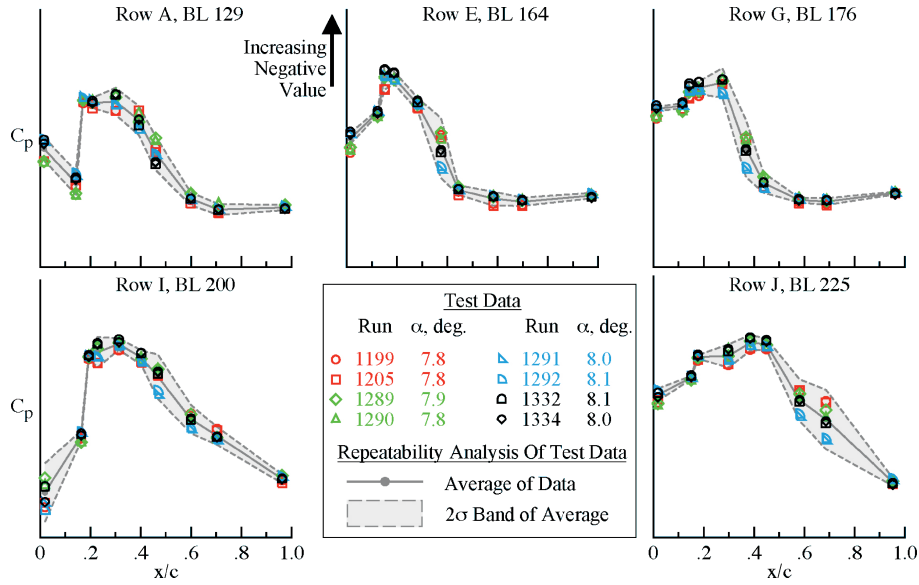 Row A, BL 129
Row E, BL 164
Row G, BL 176
Increasing
Negative
Value
Cp
Row I, BL 200
Row J, BL 225
Cp
Test Data
Run α, deg. Run α, deg.
1199 7.8 1291 8.0
1205 7.8 1292 8.1
1289 7.9 1332 8.1
1290 7.8 1334 8.0
Repeatability Analysis Of Test Data
Average of Data
2σ Band of Average
0 .2 .4 .6 .8 1.0
x/c
0 .2 .4 .6 .8 1.0
x/c